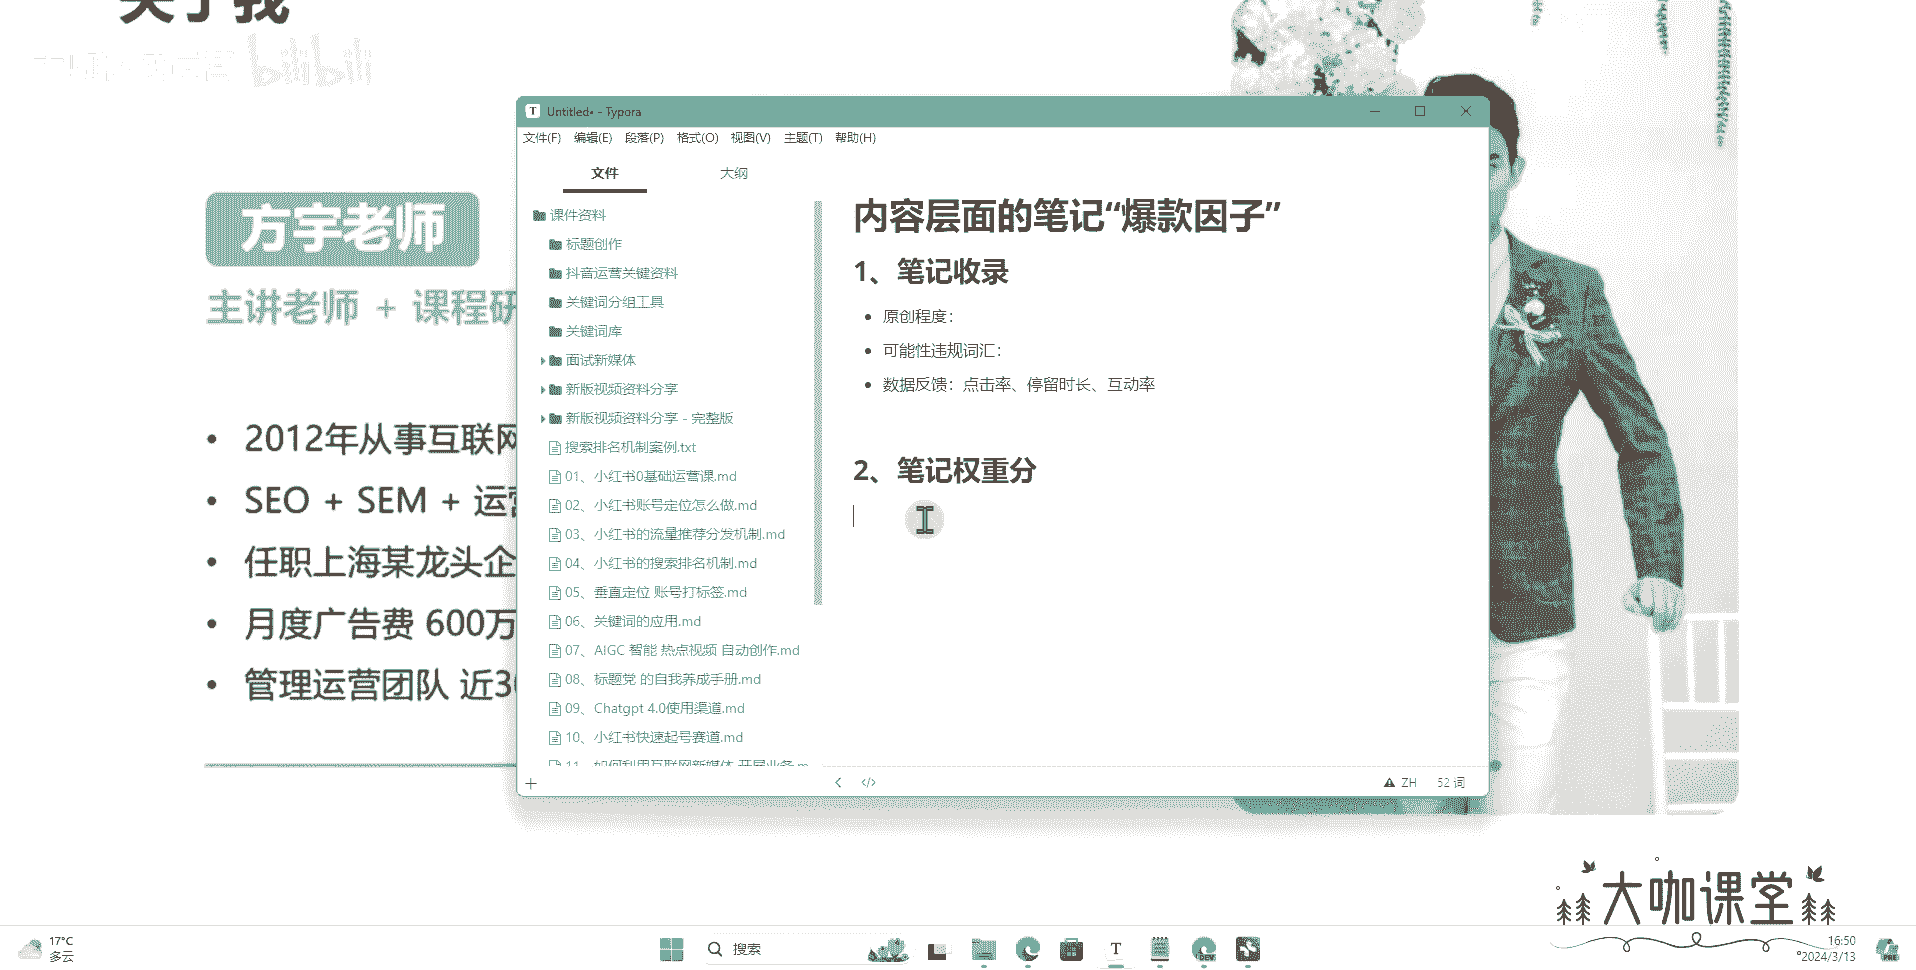 关于我
bilibili
方宇老师
主讲老师 + 课程研
2012年从事互联网
SEO + SEM + 运营
任职上海某龙头企
月度广告费 600万
管理运营团队 近30
Untitled• - Typora
文件(F) 编辑(E) 段落(P) 格式(O) 视图(V) 主题(T) 帮助(H)
文件 大纲
课件资料
标题创作
抖音运营关键资料
关键词分组工具
关键词库
面试新媒体
新版视频资料分享
新版视频资料分享 - 完整版
搜索排名机制案例.txt
01、小红书0基础运营课.md
02、小红书账号定位怎么做.md
03、小红书的流量推荐分发机制.md
04、小红书的搜索排名机制.md
05、垂直定位 账号打标签.md
06、关键词的应用.md
07、AIGC 智能 热点视频 自动创作.md
08、标题党 的自我养成手册.md
09、Chatgpt 4.0使用渠道.md
10、小红书快速起号赛道.md
11、如何利用互联网新媒体 开展业务.m
内容层面的笔记“爆款因子”
1、笔记收录
原创程度：
可能性违规词汇：
数据反馈：点击率、停留时长、互动率
2、笔记权重分
ZH 52 词
大咖课堂
17°C
多云
搜索
16:50
2024/3/13